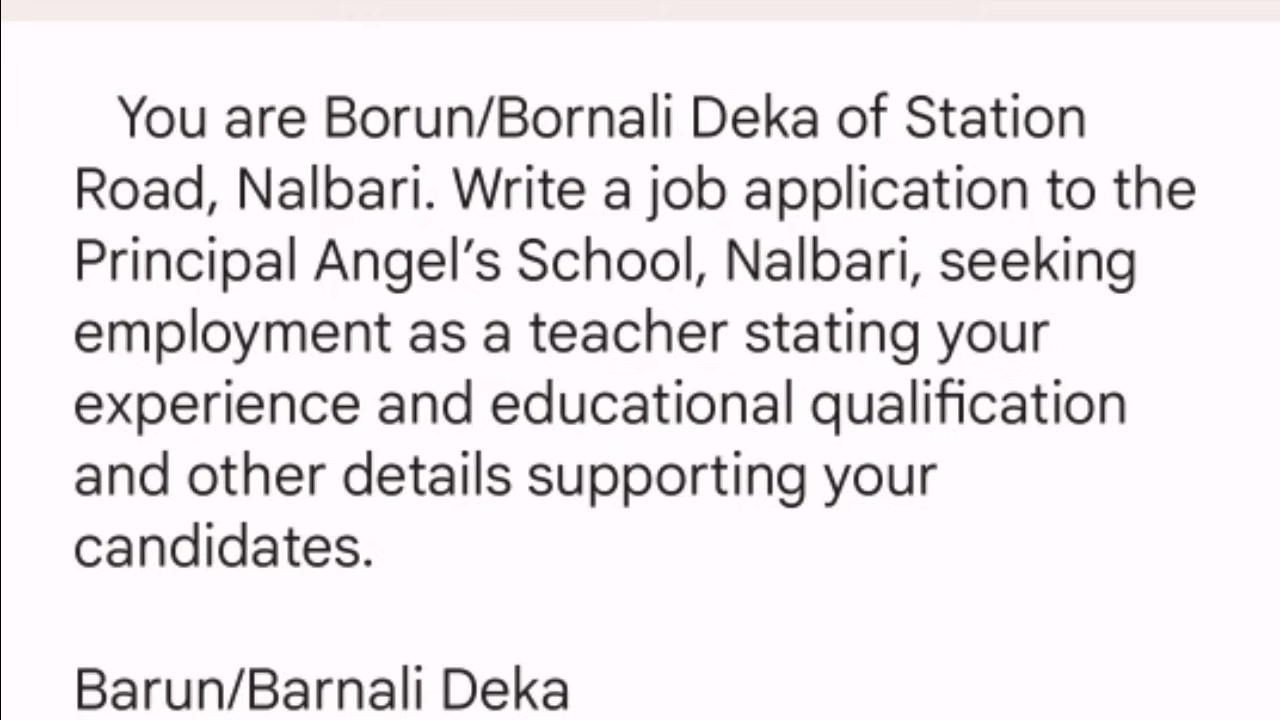 You are Borun/Bornali Deka of Station
Road, Nalbari. Write a job application to the
Principal Angel’s School, Nalbari, seeking
employment as a teacher stating your
experience and educational qualification
and other details supporting your
candidates.
Barun/Barnali Deka